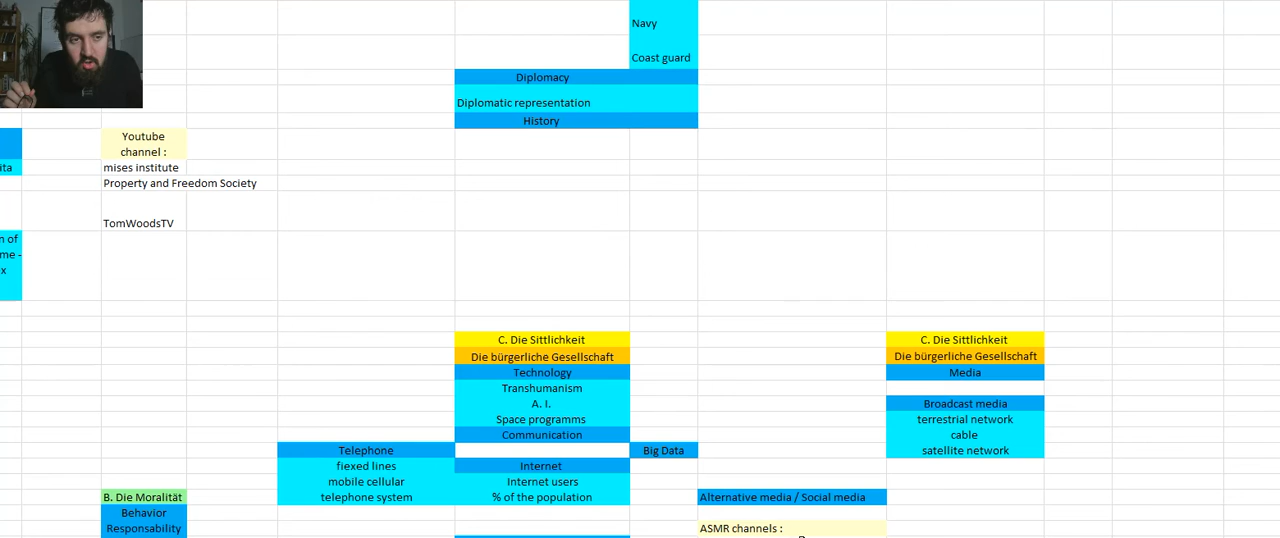 Navy
Coast guard
Diplomacy
Diplomatic representation
History
Youtube
channel :
ita
mises institute
Property and Freedom Society
TomWoodsTV
n of
me -
x
C. Die Sittlichkeit
Die bürgerliche Gesellschaft
Technology
Transhumanism
A. I.
Space programms
Communication
C. Die Sittlichkeit
Die bürgerliche Gesellschaft
Media
Broadcast media
terrestrial network
cable
satellite network
Telephone
fiexed lines
mobile cellular
telephone system
Internet
Internet users
% of the population
Big Data
B. Die Moralität
Behavior
Responsability
Alternative media / Social media
ASMR channels :